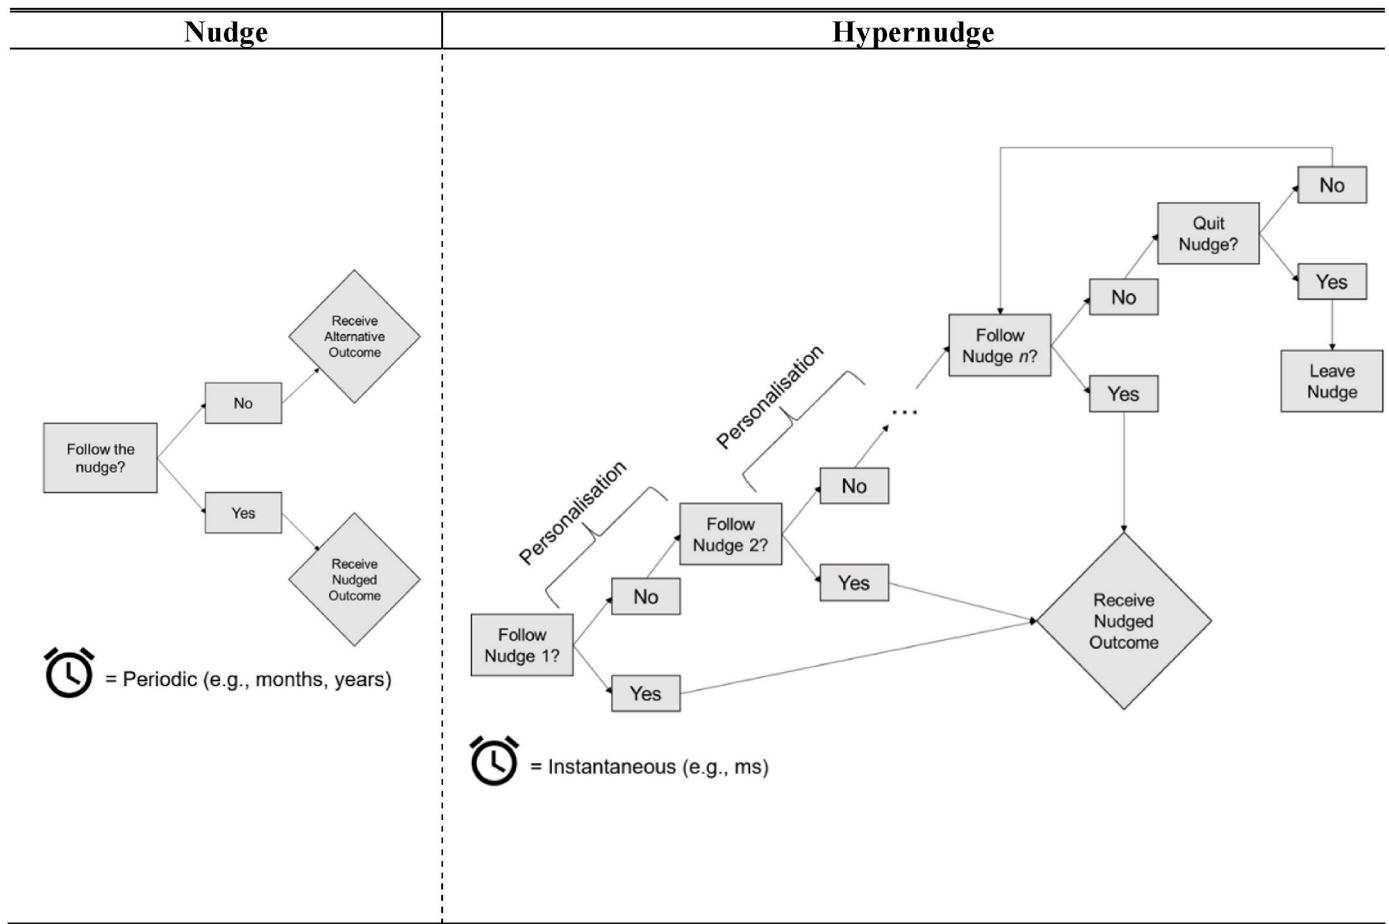 Nudge
Hypernudge
Receive
Alternative
Outcome
No
Follow the
nudge?
Yes
Receive
Nudged
Outcome
= Periodic (e.g., months, years)
No
Quit
Nudge?
Yes
No
Leave
Nudge
Follow
Nudge n?
Yes
Personalisation
...
No
Personalisation
Follow
Nudge 2?
Yes
No
Receive
Nudged
Outcome
Follow
Nudge 1?
Yes
= Instantaneous (e.g., ms)